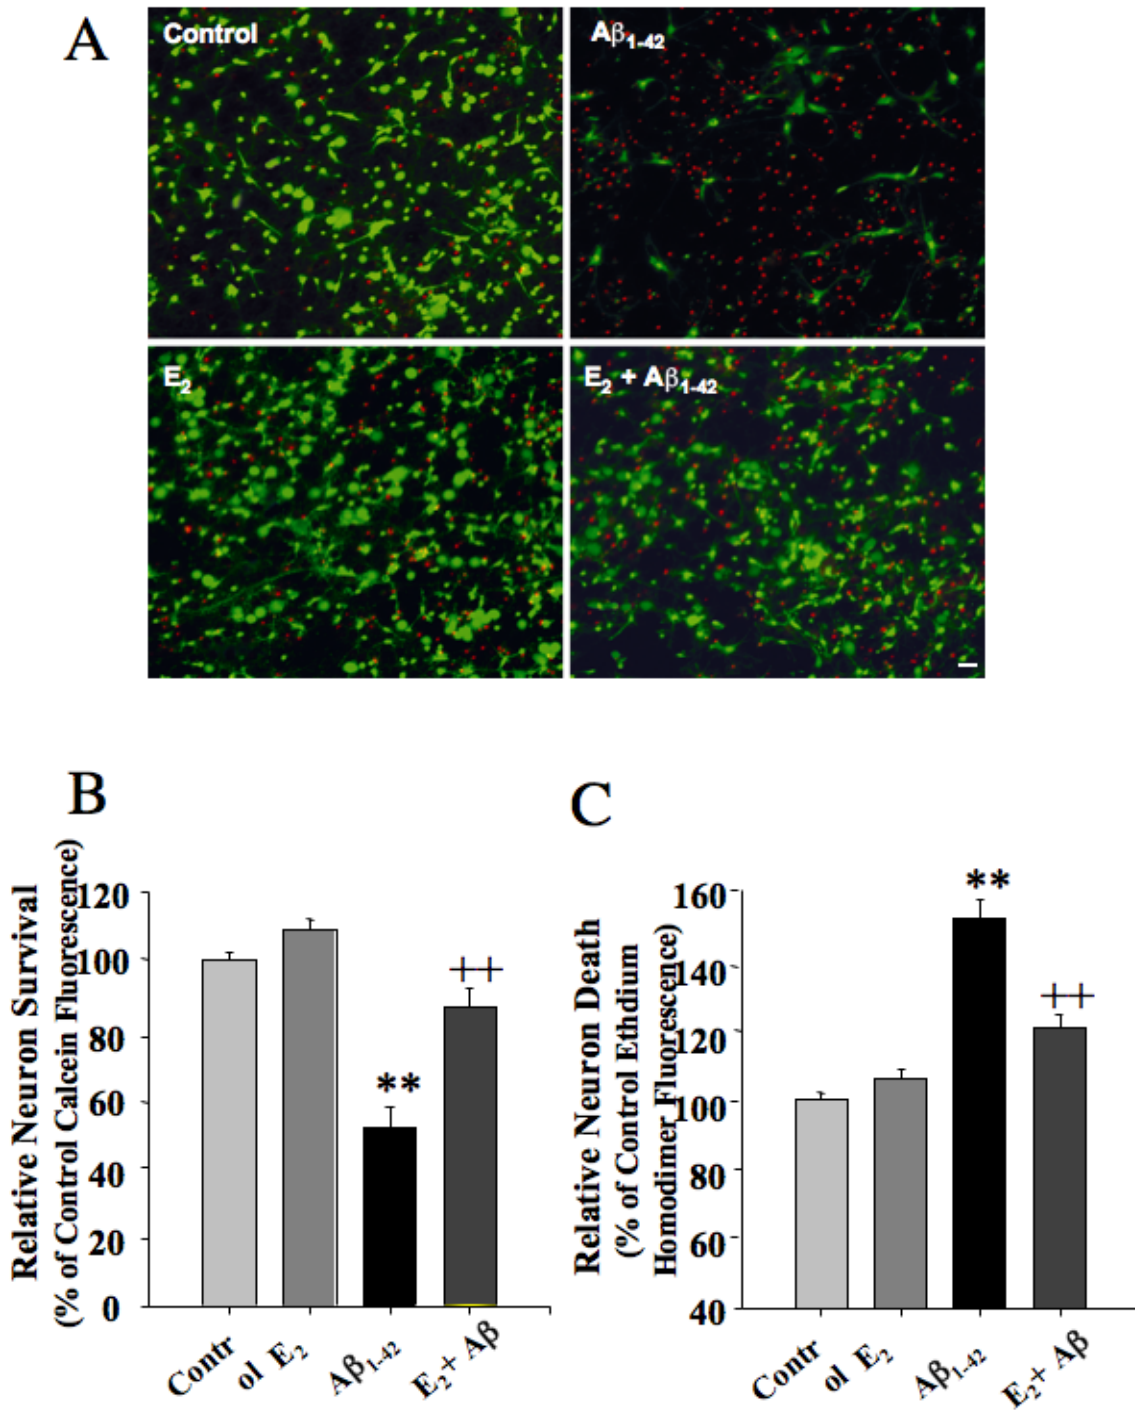 A
Control
Aβ1-42
E2
E2 + Aβ1-42
B
Relative Neuron Survival
(% of Control Calcein Fluorescence)
120
100
80
60
40
20
0
**
++
Contr
ol E2
Aβ1-42
E2+ Aβ
C
Relative Neuron Death
(% of Control Ethdium
Homodimer Fluorescence)
160
140
120
100
80
60
40
**
++
Contr
ol E2
Aβ1-42
E2+ Aβ